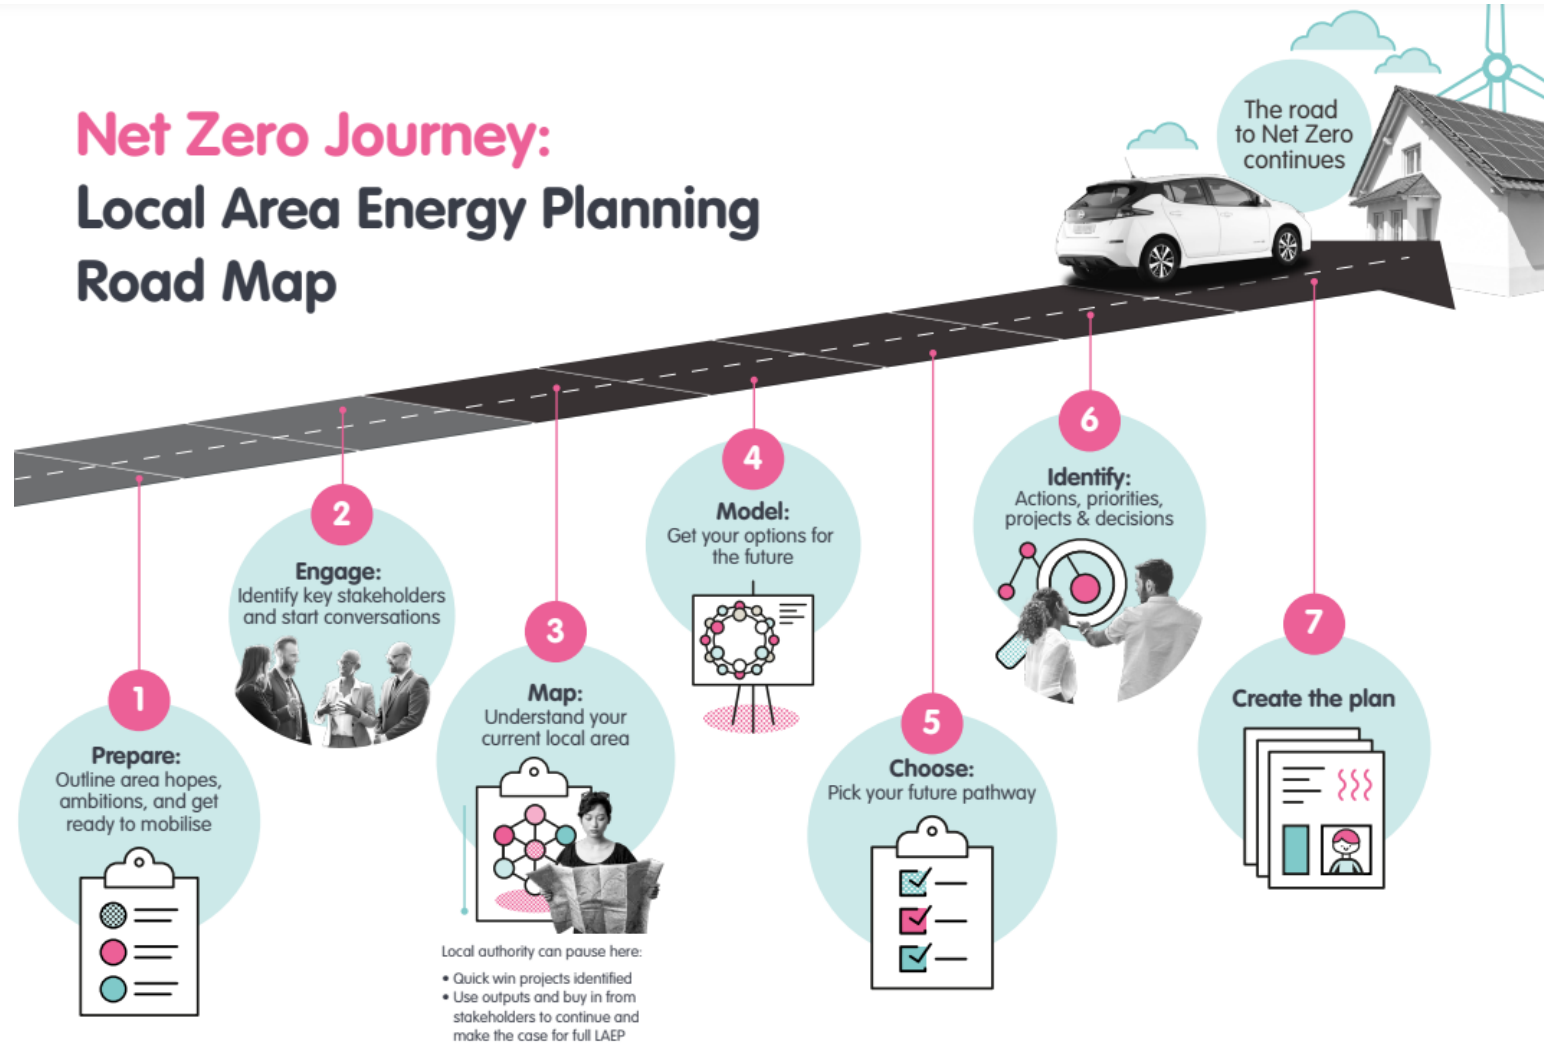 Net Zero Journey:
Local Area Energy Planning
Road Map
The road
to Net Zero
continues
1
Prepare:
Outline area hopes,
ambitions, and get
ready to mobilise
2
Engage:
Identify key stakeholders
and start conversations
3
Map:
Understand your
current local area
Local authority can pause here:
• Quick win projects identified
• Use outputs and buy in from
stakeholders to continue and
make the case for full LAEP
4
Model:
Get your options for
the future
5
Choose:
Pick your future pathway
6
Identify:
Actions, priorities,
projects & decisions
7
Create the plan